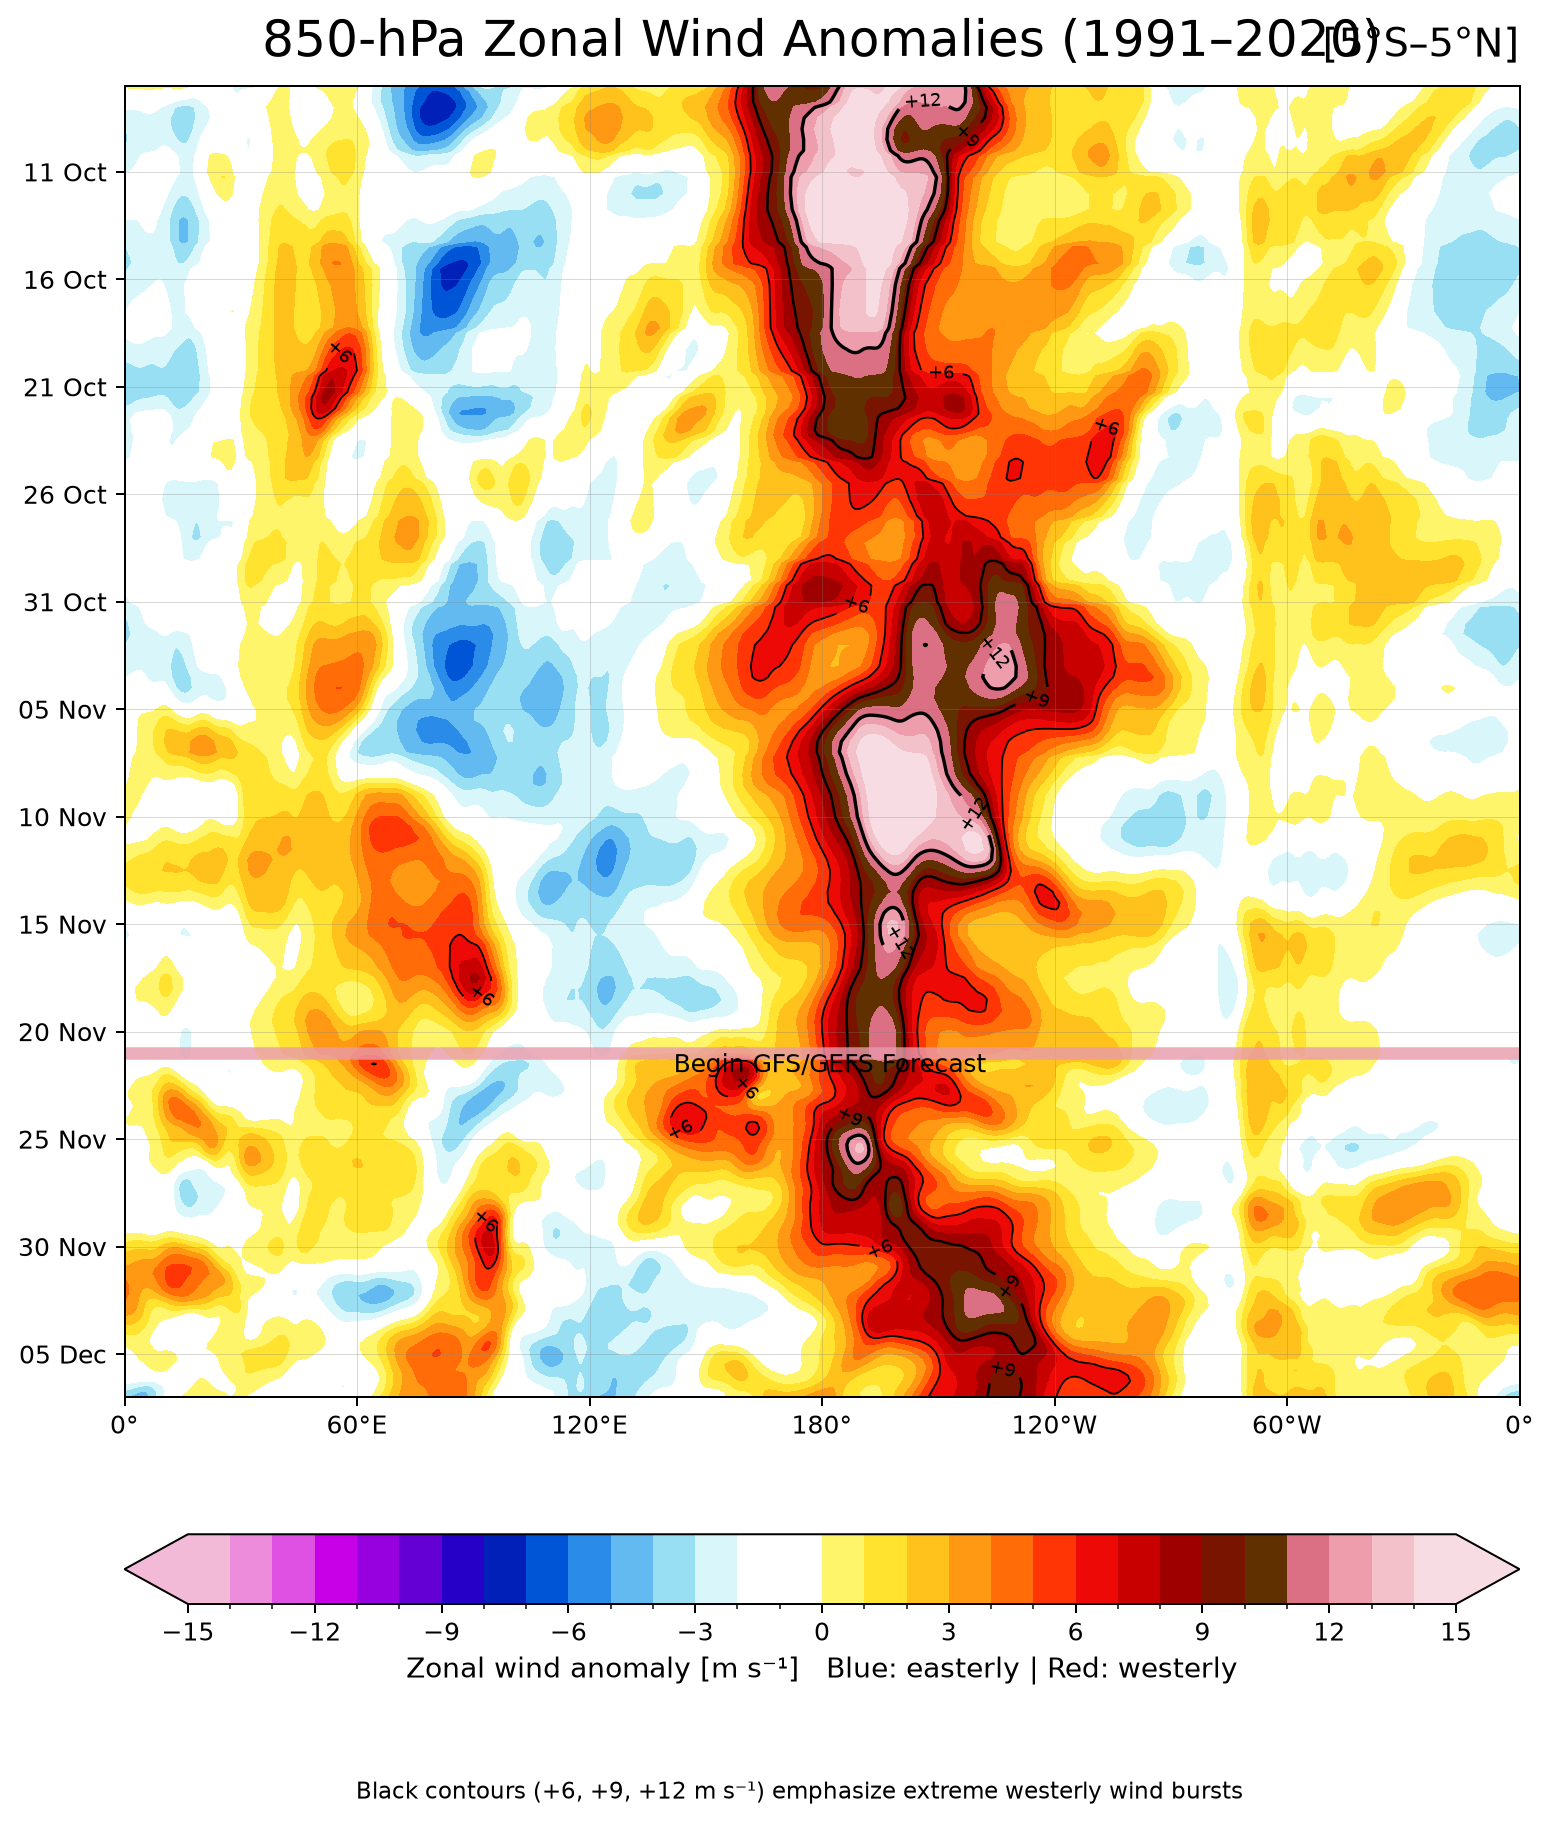 850-hPa Zonal Wind Anomalies (1991–2020)
[5°S–5°N]
+12
+9
11 Oct
16 Oct
+6
+6
21 Oct
+6
26 Oct
31 Oct
+6
+12
+9
05 Nov
10 Nov
+12
15 Nov
+12
+6
20 Nov
Begin GFS/GEFS Forecast
+6
+9
+6
25 Nov
+6
30 Nov
+6
+9
05 Dec
+9
0° 60°E 120°E 180° 120°W 60°W 0°
−15 −12 −9 −6 −3 0 3 6 9 12 15
Zonal wind anomaly [m s⁻¹] Blue: easterly | Red: westerly
Black contours (+6, +9, +12 m s⁻¹) emphasize extreme westerly wind bursts